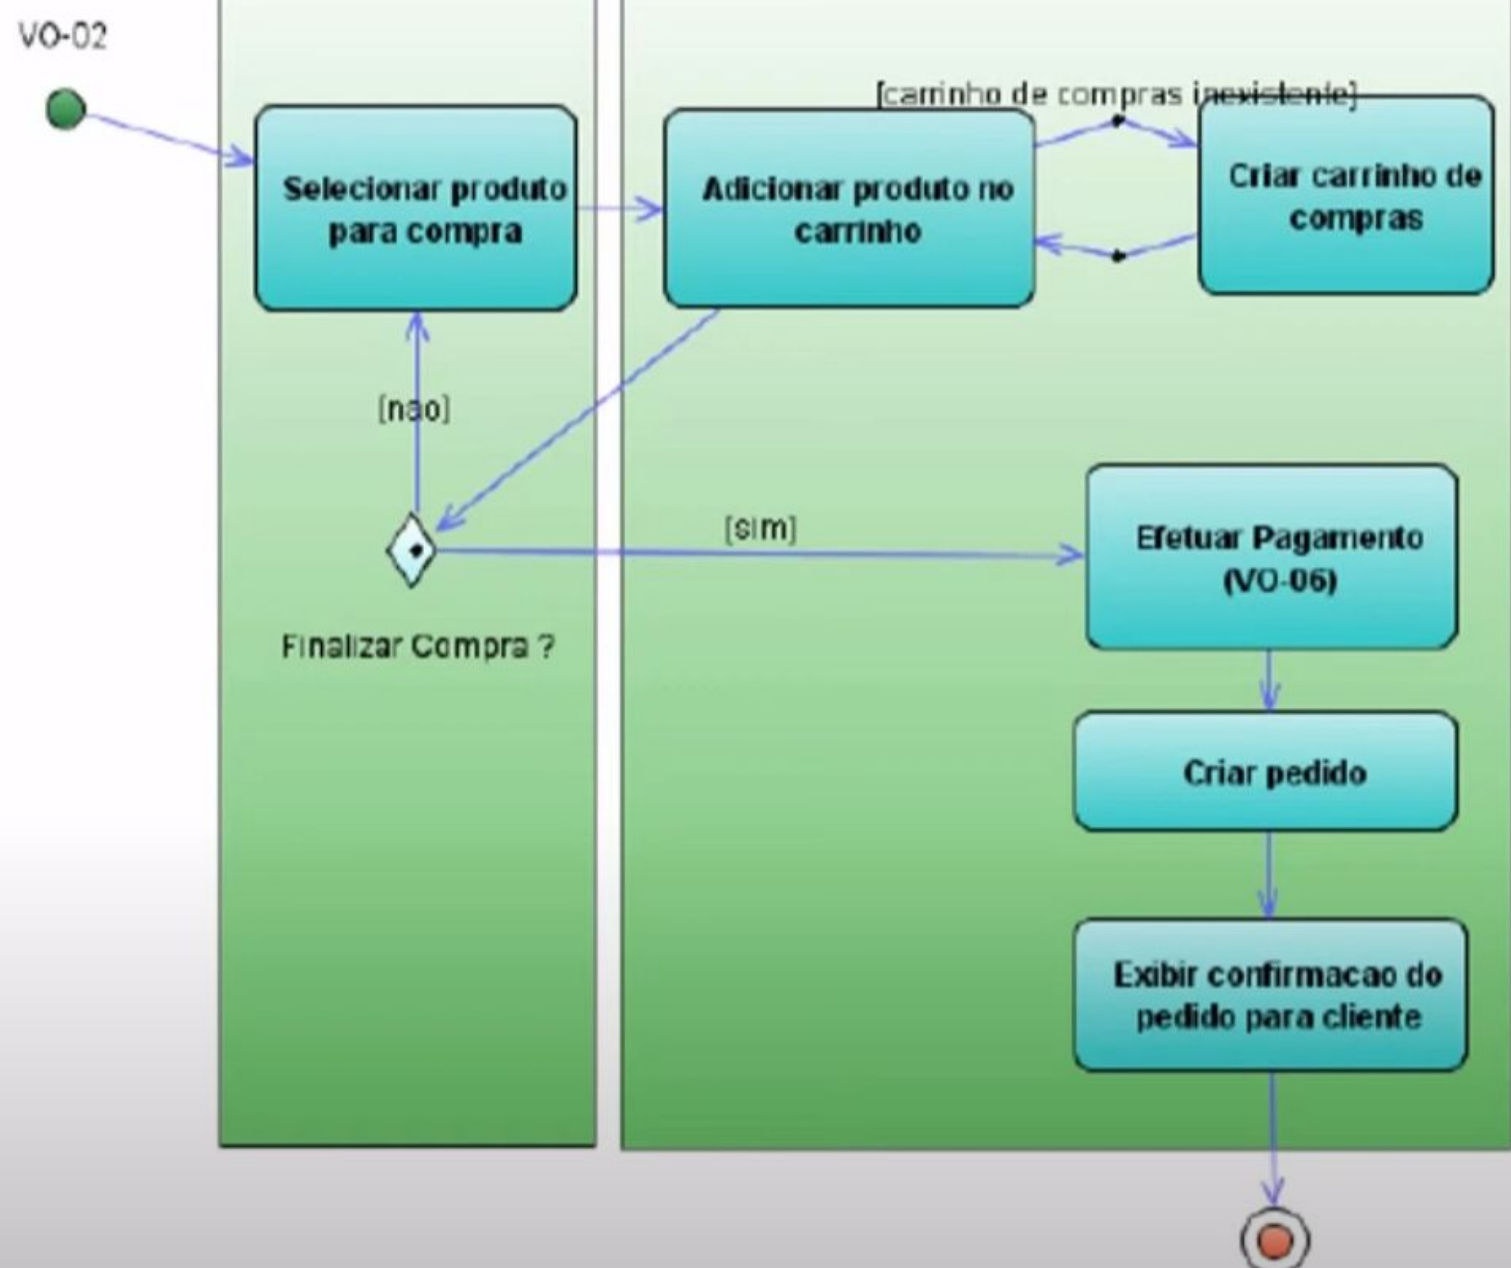 VO-02
[carrinho de compras inexistente]
Selecionar produto
para compra
Adicionar produto no
carrinho
Criar carrinho de
compras
[nao]
[sim]
Efetuar Pagamento
(VO-06)
Finalizar Compra ?
Criar pedido
Exibir confirmacao do
pedido para cliente